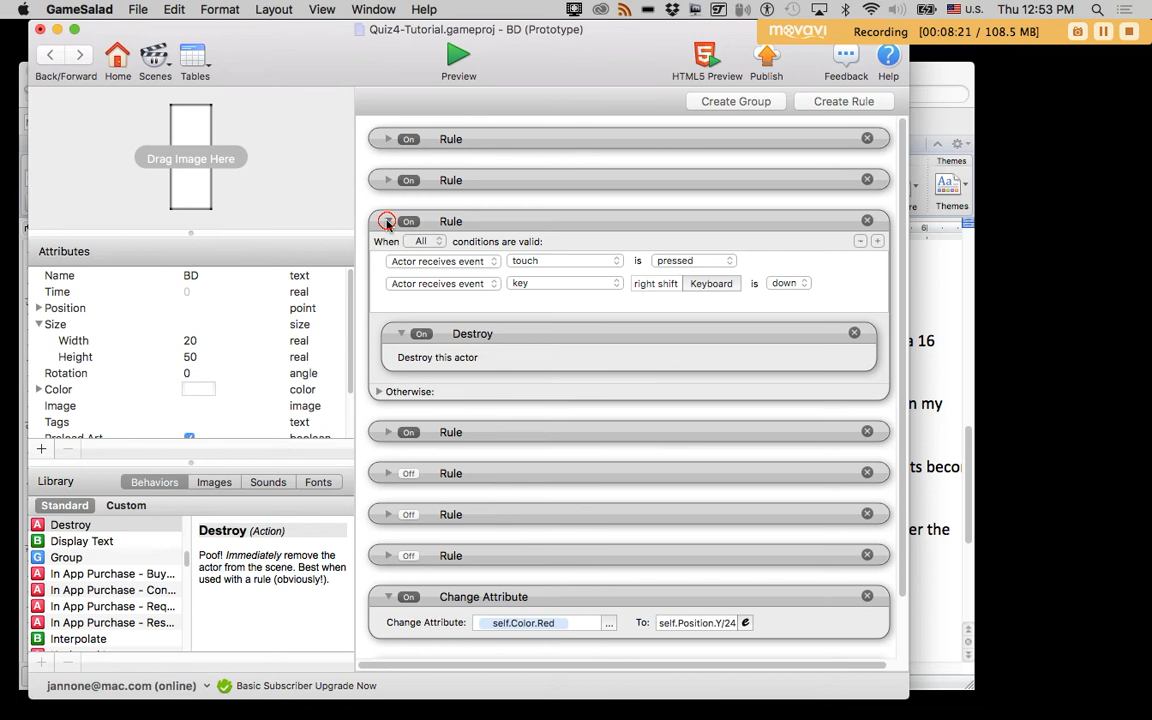 GameSalad File Edit Format Layout View Window Help U.S. Thu 12:53 PM
Quiz4-Tutorial.gameproj - BD (Prototype)
movavi Recording [00:08:21 / 108.5 MB]
Back/Forward Home Scenes Tables Preview HTML5 Preview Publish Feedback Help
Create Group Create Rule
Drag Image Here
On Rule
On Rule
On Rule
When All conditions are valid:
Actor receives event touch is pressed
Actor receives event key right shift Keyboard is down
On Destroy
Destroy this actor
Otherwise:
On Rule
Off Rule
Off Rule
Off Rule
On Change Attribute
Change Attribute: self.Color.Red ... To: self.Position.Y/24 e
Attributes
Name BD text
Time 0 real
Position point
Size size
Width 20 real
Height 50 real
Rotation 0 angle
Color color
Image image
Tags text
Preload Art boolean
Library Behaviors Images Sounds Fonts
Standard Custom
A Destroy
B Display Text
G Group
A In App Purchase - Buy...
A In App Purchase - Con...
A In App Purchase - Req...
A In App Purchase - Res...
B Interpolate
Destroy (Action)
Poof! Immediately remove the
actor from the scene. Best when
used with a rule (obviously!).
jannone@mac.com (online) Basic Subscriber Upgrade Now
Themes
Aa
re Themes
6
a 16
n my
ts beco
er the